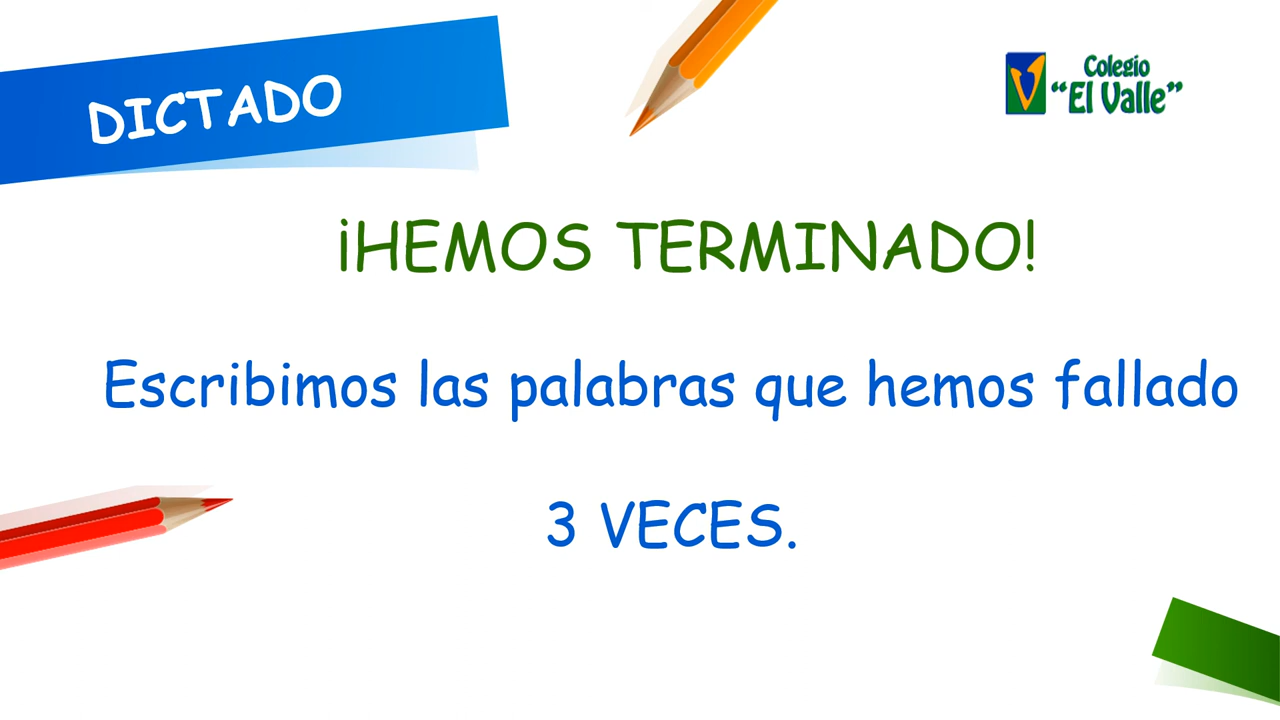 DICTADO
Colegio
"El Valle"
¡HEMOS TERMINADO!
Escribimos las palabras que hemos fallado
3 VECES.